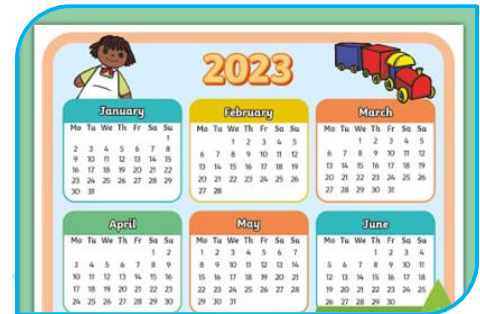 2023
January February March
Mo Tu We Th Fr Sa Su Mo Tu We Th Fr Sa Su Mo Tu We Th Fr Sa Su
1 1 2 3 4 5 1 2 3 4 5
2 3 4 5 6 7 8 6 7 8 9 10 11 12 6 7 8 9 10 11 12
9 10 11 12 13 14 15 13 14 15 16 17 18 19 13 14 15 16 17 18 19
16 17 18 19 20 21 22 20 21 22 23 24 25 26 20 21 22 23 24 25 26
23 24 25 26 27 28 29 27 28 27 28 29 30 31
30 31
April May June
Mo Tu We Th Fr Sa Su Mo Tu We Th Fr Sa Su Mo Tu We Th Fr Sa Su
1 2 1 2 3 4 5 6 7 1 2 3 4
3 4 5 6 7 8 9 8 9 10 11 12 13 14 5 6 7 8 9 10 11
10 11 12 13 14 15 16 15 16 17 18 19 20 21 12 13 14 15 16 17 18
17 18 19 20 21 22 23 22 23 24 25 26 27 28 19 20 21 22 23 24 25
24 25 26 27 28 29 30 29 30 31 26 27 28 29 30